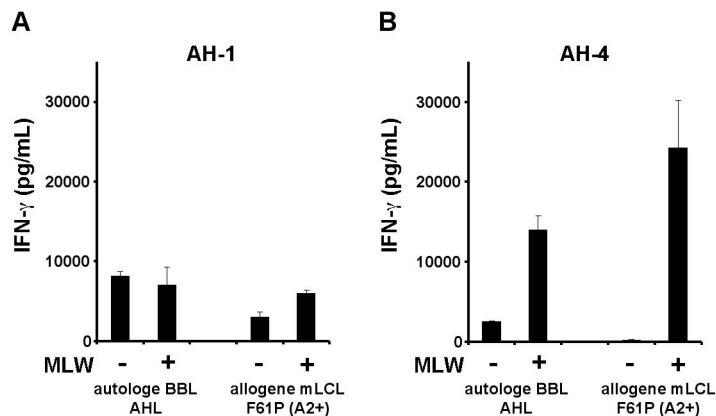 A
AH-1
IFN-γ (pg/mL)
30000
20000
10000
0
MLW - + - +
autologe BBL allogene mLCL
AHL F61P (A2+)
B
AH-4
IFN-γ (pg/mL)
30000
20000
10000
0
MLW - + - +
autologe BBL allogene mLCL
AHL F61P (A2+)